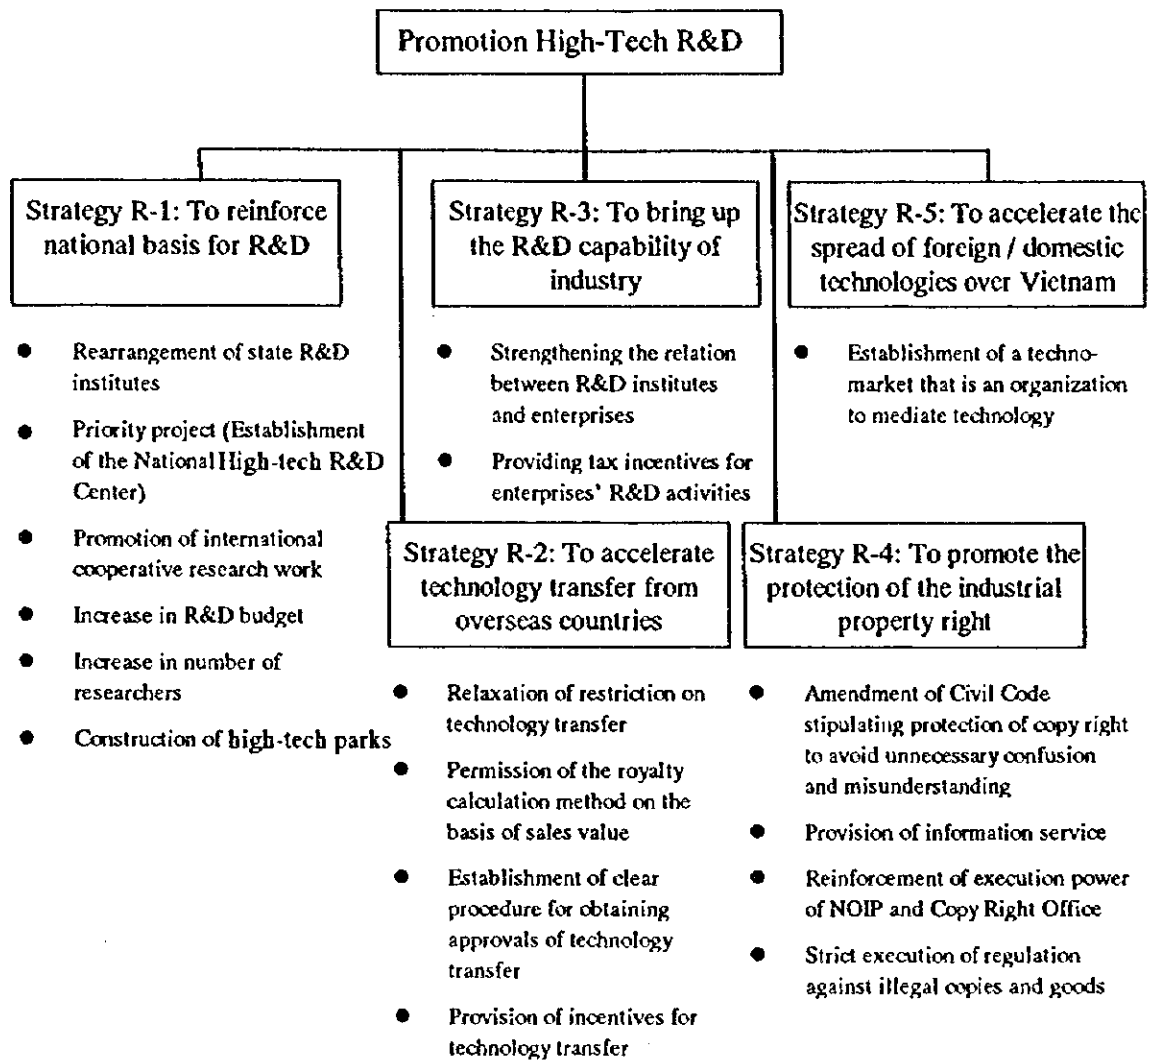 Promotion High-Tech R&D
Strategy R-1: To reinforce
national basis for R&D
● Rearrangement of state R&D
institutes
● Priority project (Establishment
of the National High-tech R&D
Center)
● Promotion of international
cooperative research work
● Increase in R&D budget
● Increase in number of
researchers
● Construction of high-tech parks
Strategy R-3: To bring up
the R&D capability of
industry
● Strengthening the relation
between R&D institutes
and enterprises
● Providing tax incentives for
enterprises' R&D activities
Strategy R-5: To accelerate the
spread of foreign / domestic
technologies over Vietnam
● Establishment of a techno-
market that is an organization
to mediate technology
Strategy R-2: To accelerate
technology transfer from
overseas countries
● Relaxation of restriction on
technology transfer
● Permission of the royalty
calculation method on the
basis of sales value
● Establishment of clear
procedure for obtaining
approvals of technology
transfer
● Provision of incentives for
technology transfer
Strategy R-4: To promote the
protection of the industrial
property right
● Amendment of Civil Code
stipulating protection of copy right
to avoid unnecessary confusion
and misunderstanding
● Provision of information service
● Reinforcement of execution power
of NOIP and Copy Right Office
● Strict execution of regulation
against illegal copies and goods